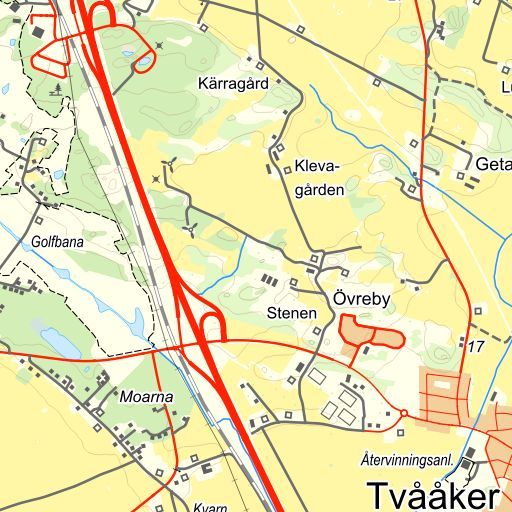 Kärragård
Kleva-
gården
Geta
Golfbana
Övreby
Stenen
17
Moarna
Återvinningsanl.
Tvååker
Kvarn